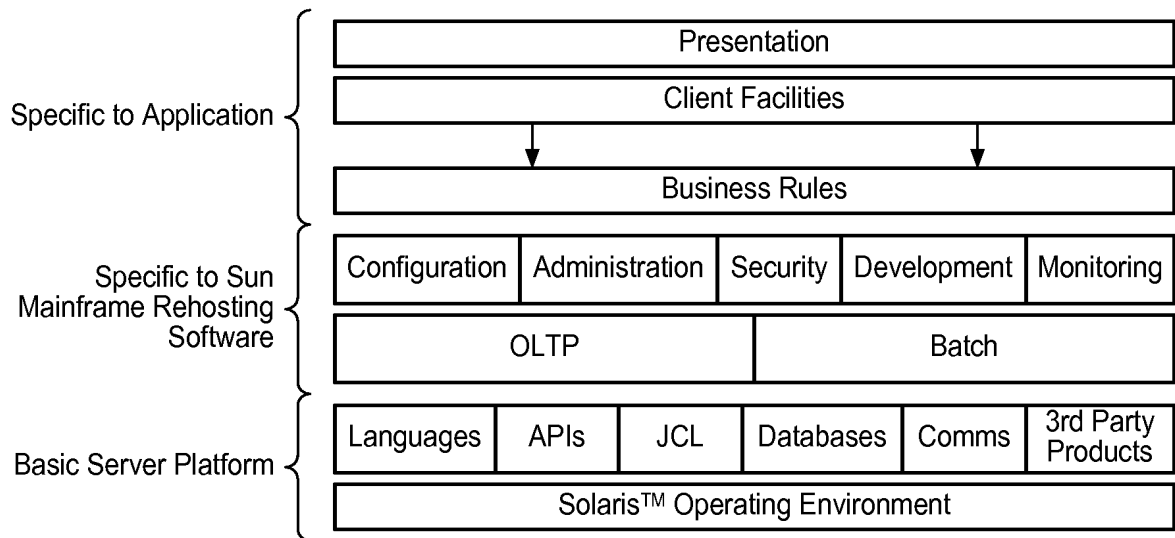 Presentation
Client Facilities
Specific to Application
Business Rules
Configuration
Administration
Security
Development
Monitoring
Specific to Sun
Mainframe Rehosting
Software
OLTP
Batch
Languages
APIs
JCL
Databases
Comms
3rd Party
Products
Basic Server Platform
Solaris™ Operating Environment